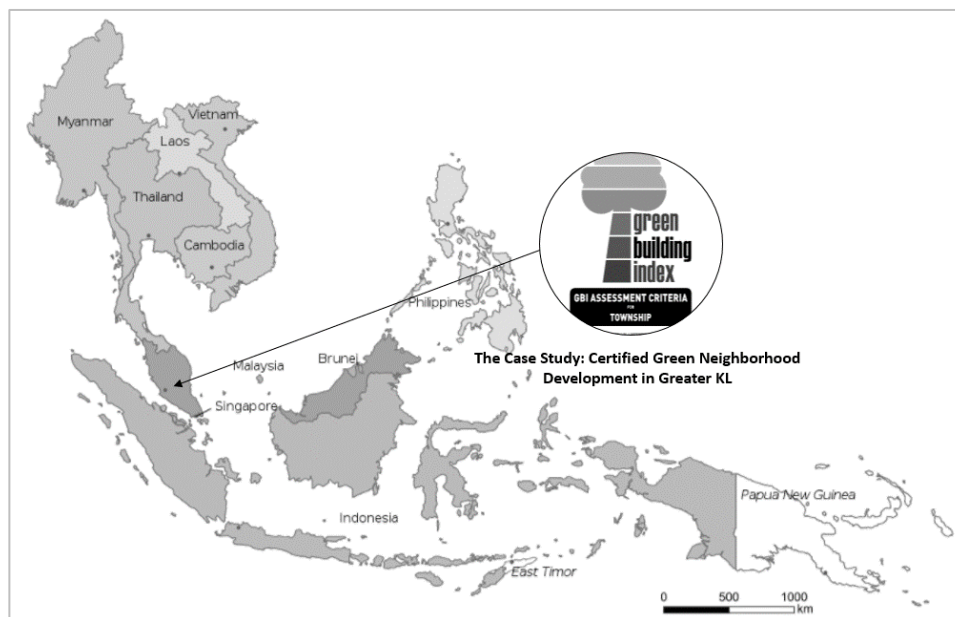 Myanmar
Vietnam
Laos
Thailand
Cambodia
Philippines
green
building
index
GBI ASSESSMENT CRITERIA
FOR
TOWNSHIP
The Case Study: Certified Green Neighborhood
Development in Greater KL
Malaysia
Brunei
Singapore
Indonesia
Papua New Guinea
East Timor
0 500 1000
km